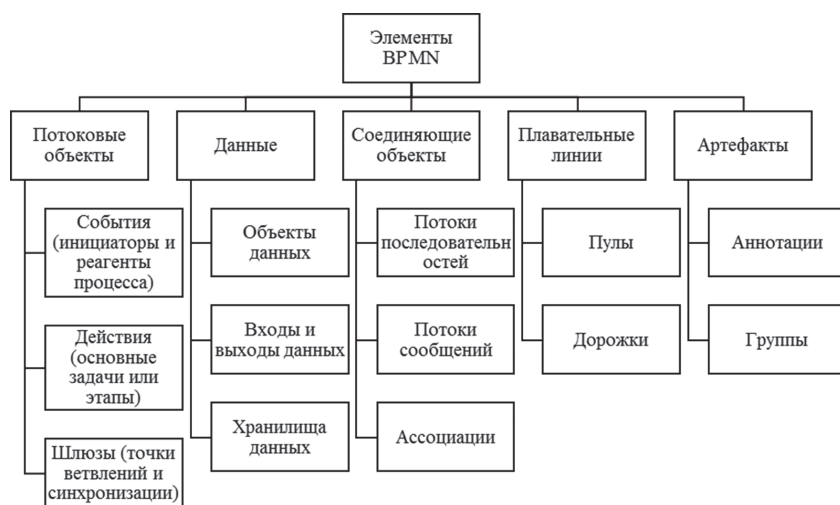 Элементы
BPMN
Потоковые
объекты
События
(инициаторы и
реагенты
процесса)
Действия
(основные
задачи или
этапы)
Шлюзы (точки
ветвлений и
синхронизации)
Данные
Объекты
данных
Входы и
выходы данных
Хранилища
данных
Соединяющие
объекты
Потоки
последовательн
остей
Потоки
сообщений
Ассоциации
Плавательные
линии
Пулы
Дорожки
Артефакты
Аннотации
Группы